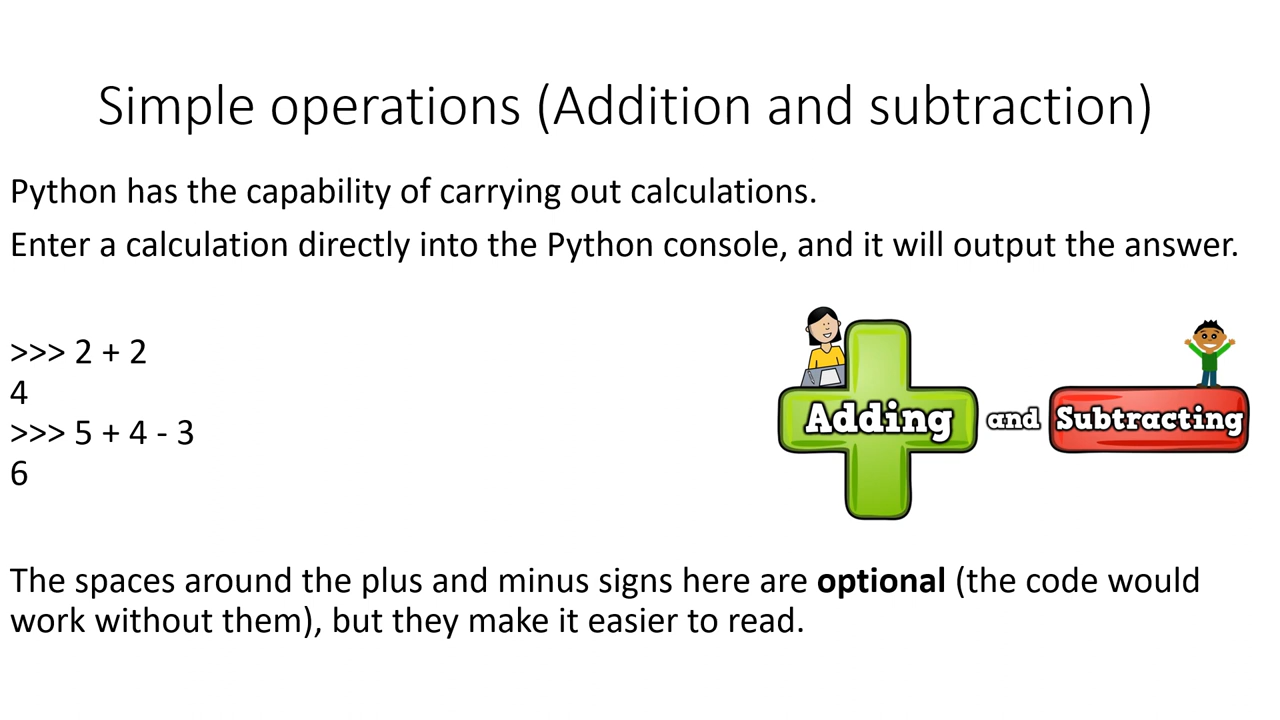 Simple operations (Addition and subtraction)
Python has the capability of carrying out calculations.
Enter a calculation directly into the Python console, and it will output the answer.
>>> 2 + 2
4
>>> 5 + 4 - 3
6
Adding and Subtracting
The spaces around the plus and minus signs here are optional (the code would
work without them), but they make it easier to read.